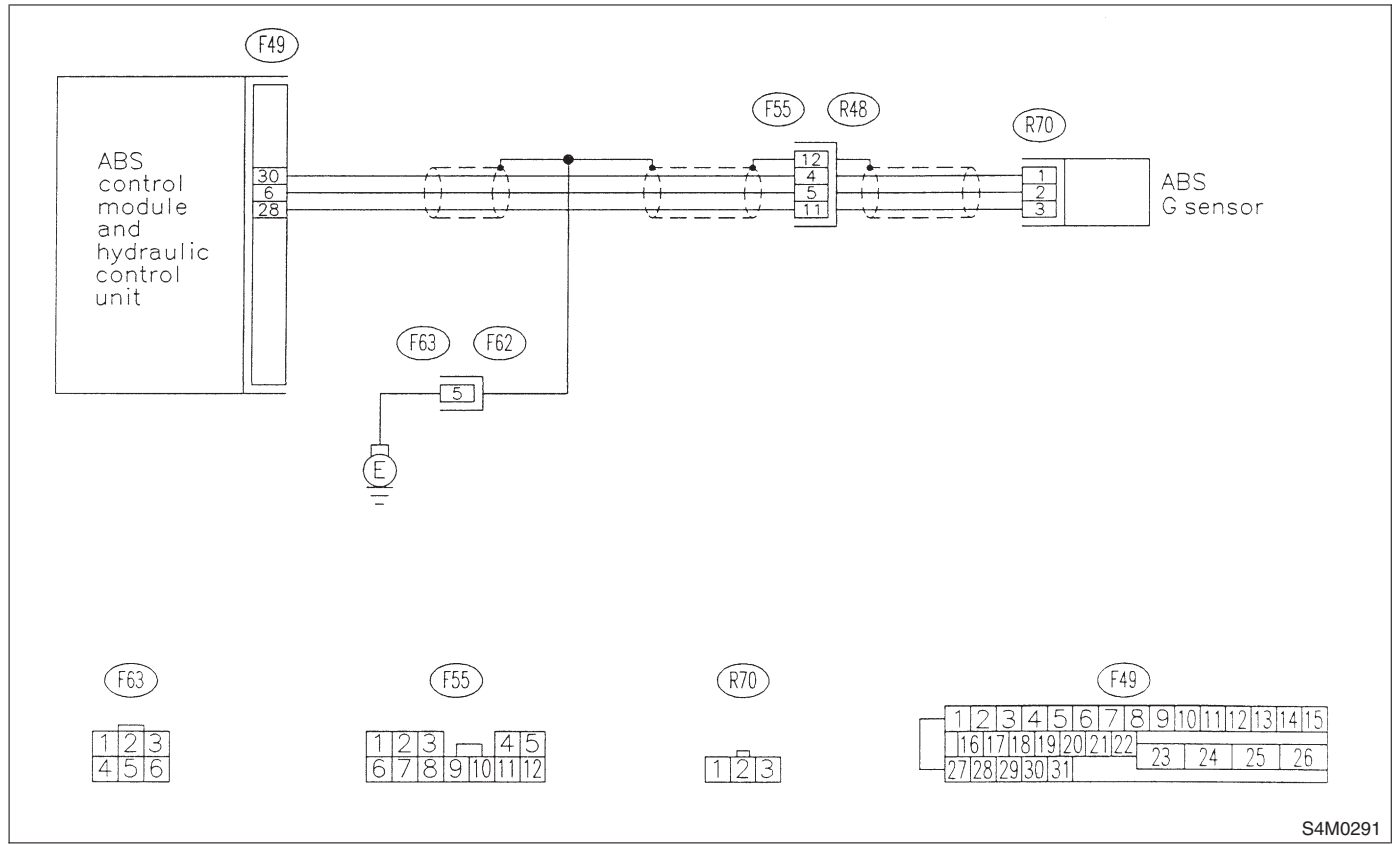 F49
ABS
control
module
and
hydraulic
control
unit
30
6
28
F55 R48
12
4
5
11
R70
1
2
3
ABS
G sensor
F63 F62
5
E
F63
1 2 3
4 5 6
F55
1 2 3 4 5
6 7 8 9 10 11 12
R70
1 2 3
F49
1 2 3 4 5 6 7 8 9 10 11 12 13 14 15
16 17 18 19 20 21 22 23 24 25 26
27 28 29 30 31
S4M0291